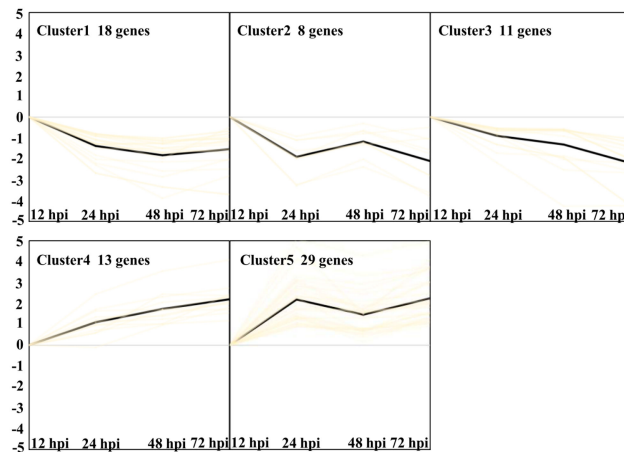 5
4
3
2
1
0
-1
-2
-3
-4
-5
Cluster1 18 genes
12 hpi 24 hpi 48 hpi 72 hpi
Cluster2 8 genes
12 hpi 24 hpi 48 hpi 72 hpi
Cluster3 11 genes
12 hpi 24 hpi 48 hpi 72 hpi
5
4
3
2
1
0
-1
-2
-3
-4
-5
Cluster4 13 genes
12 hpi 24 hpi 48 hpi 72 hpi
Cluster5 29 genes
12 hpi 24 hpi 48 hpi 72 hpi